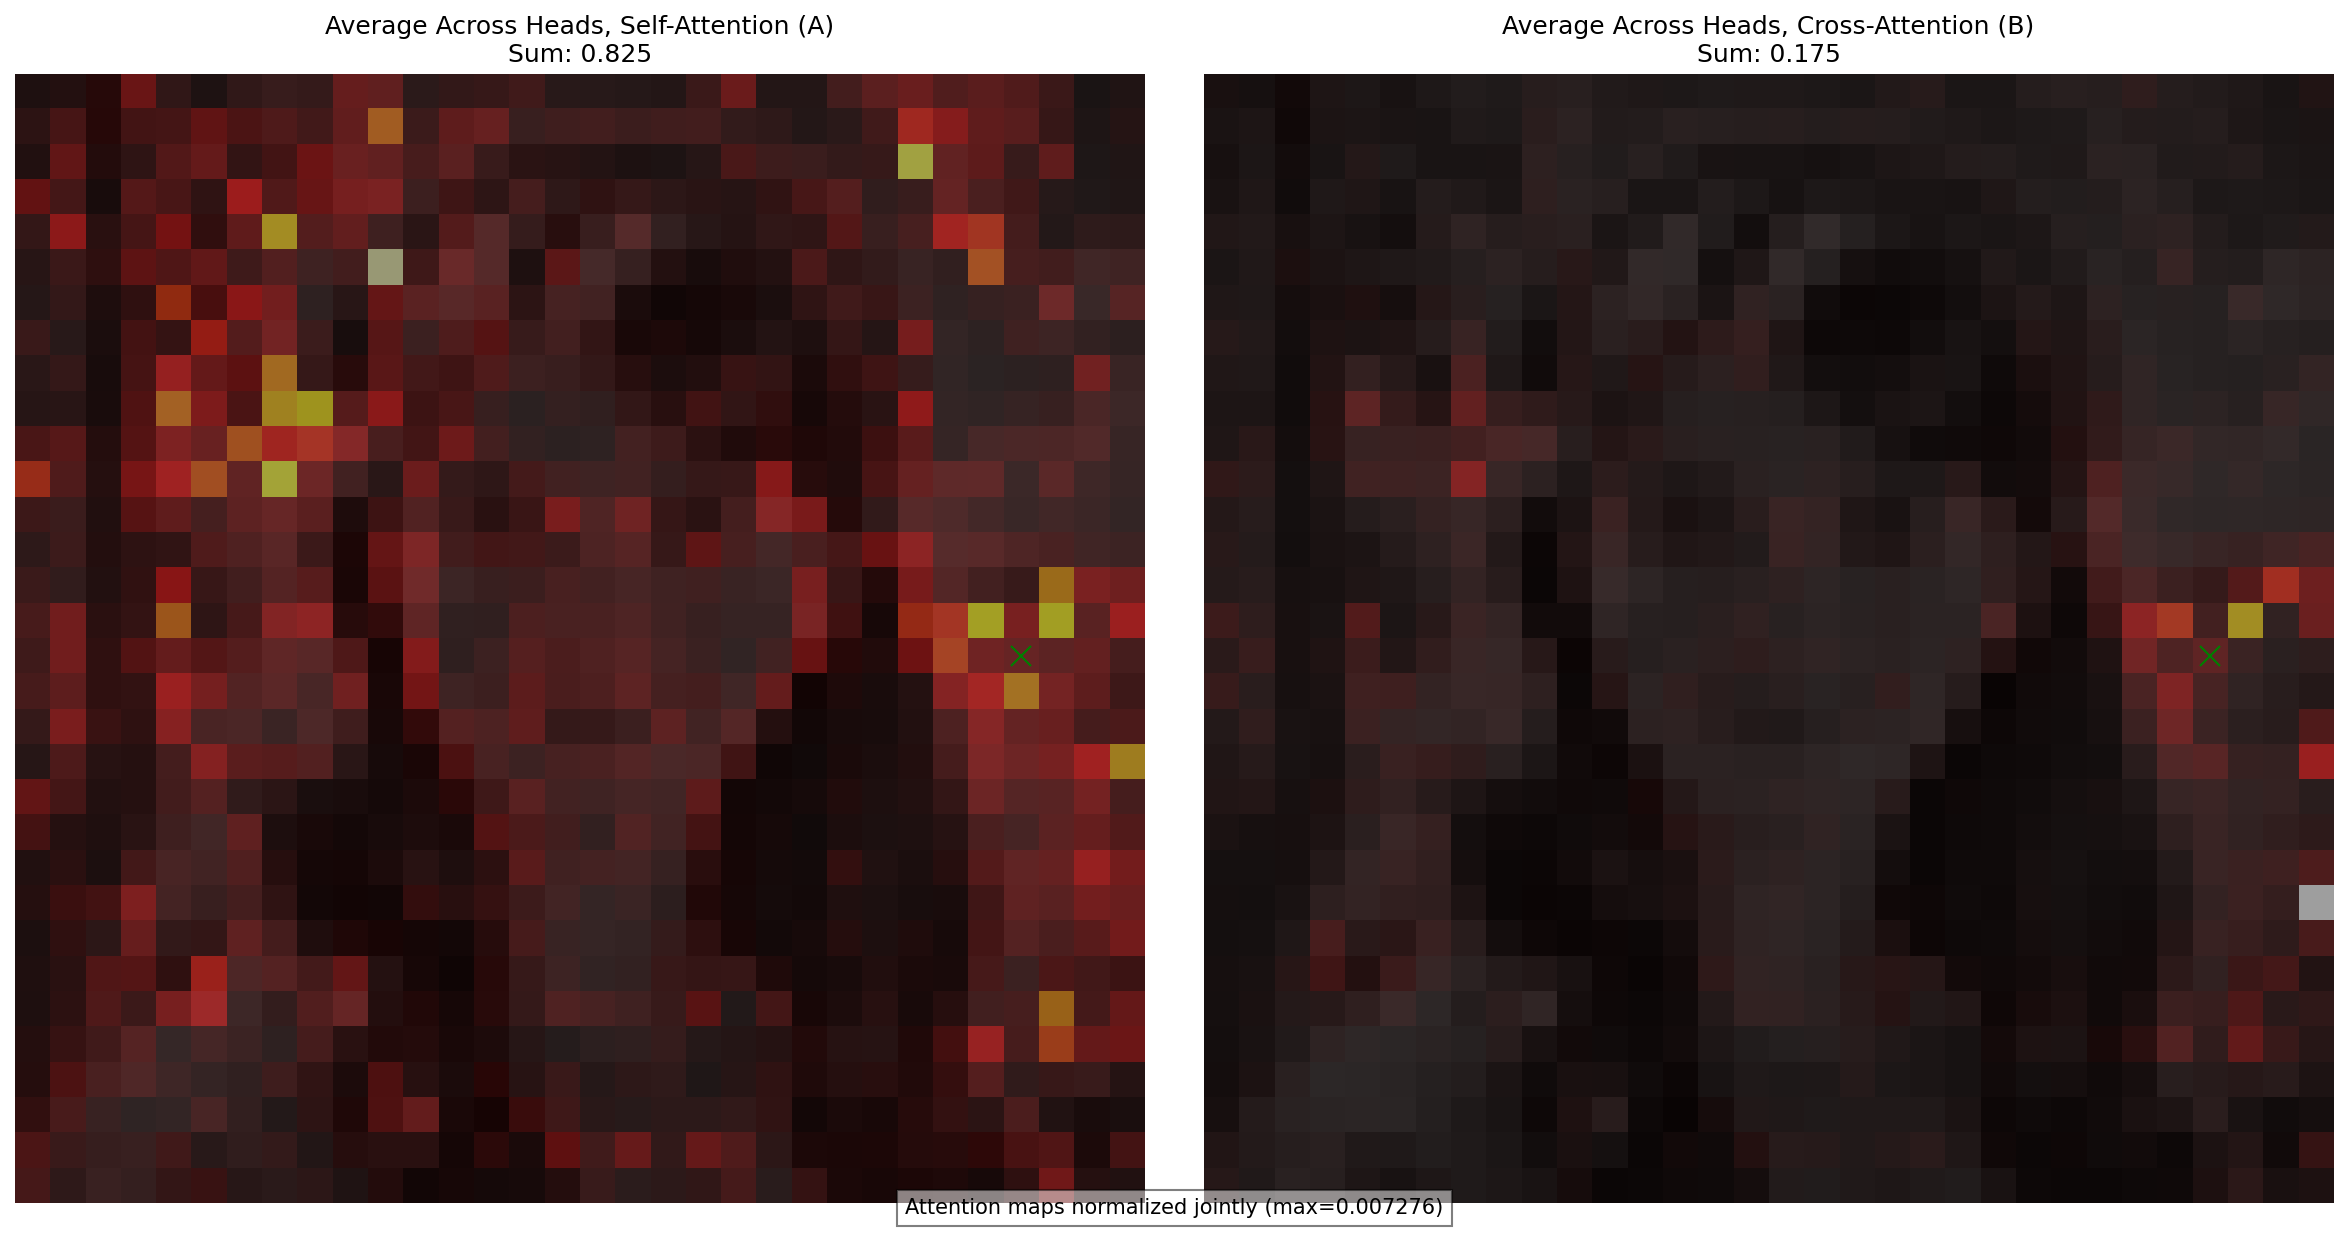 Average Across Heads, Self-Attention (A)
Sum: 0.825
Average Across Heads, Cross-Attention (B)
Sum: 0.175
Attention maps normalized jointly (max=0.007276)